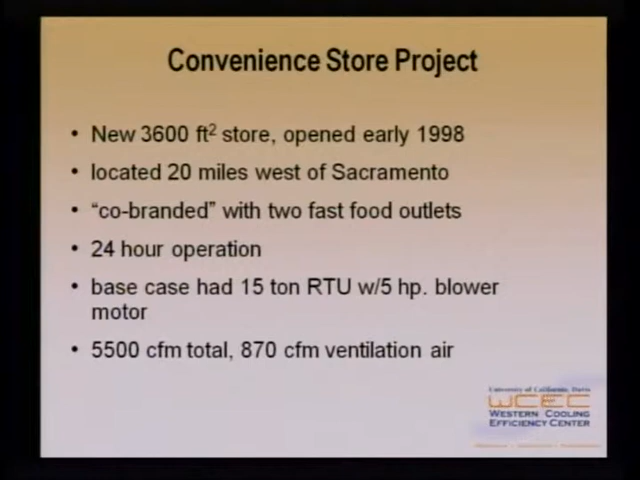 Convenience Store Project
• New 3600 ft² store, opened early 1998
• located 20 miles west of Sacramento
• “co-branded” with two fast food outlets
• 24 hour operation
• base case had 15 ton RTU w/5 hp. blower
motor
• 5500 cfm total, 870 cfm ventilation air
University of California, Davis
WCEC
WESTERN COOLING
EFFICIENCY CENTER